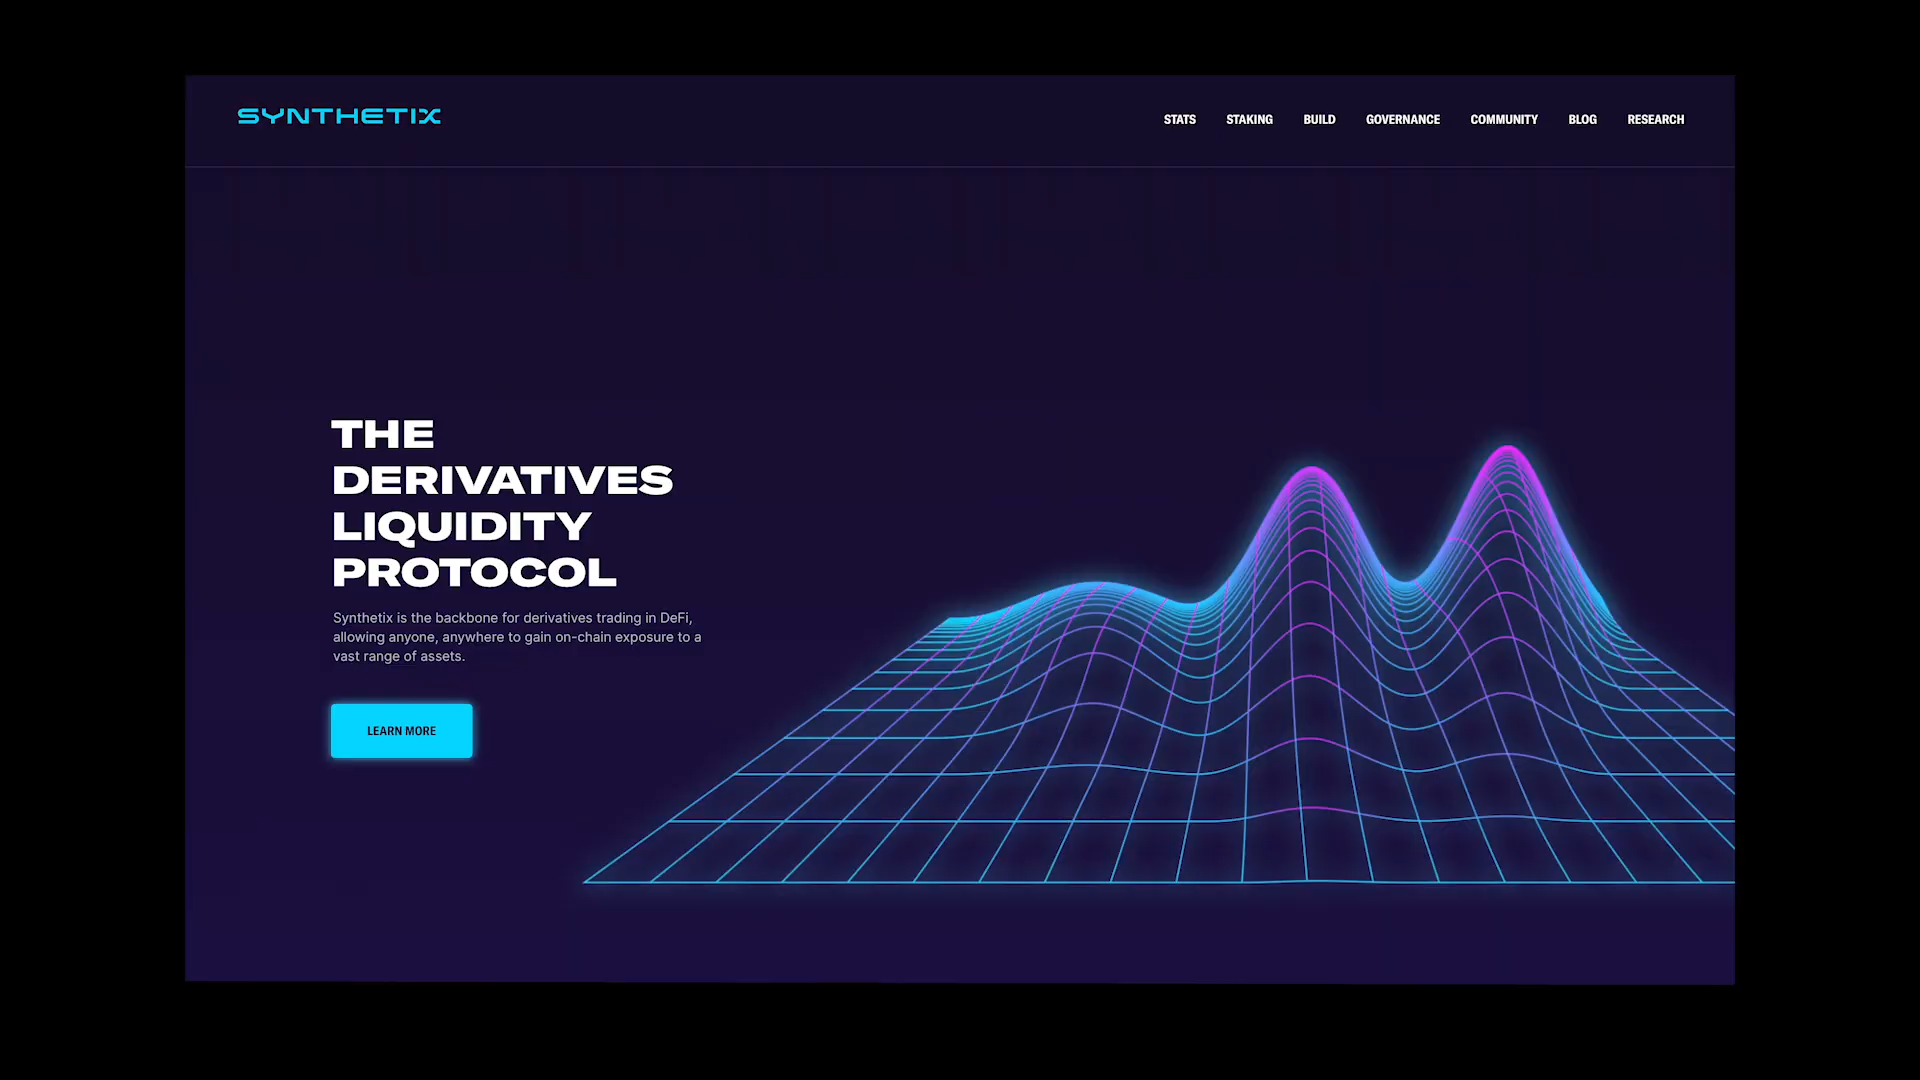 SYNTHETIX
STATS STAKING BUILD GOVERNANCE COMMUNITY BLOG RESEARCH
THE
DERIVATIVES
LIQUIDITY
PROTOCOL
Synthetix is the backbone for derivatives trading in DeFi,
allowing anyone, anywhere to gain on-chain exposure to a
vast range of assets.
LEARN MORE